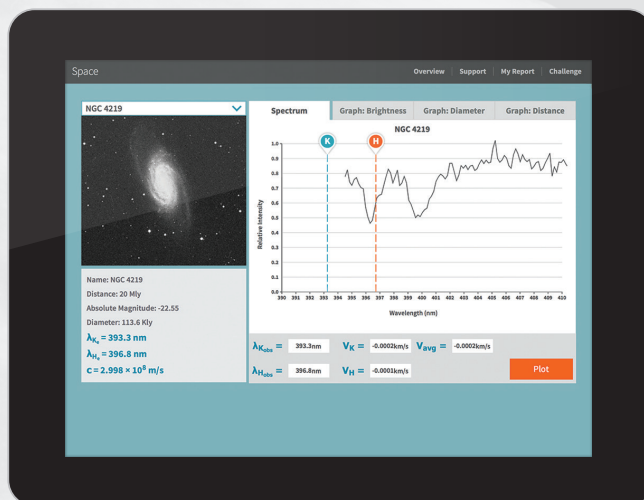 Space
Overview Support My Report Challenge
NGC 4219
Spectrum Graph: Brightness Graph: Diameter Graph: Distance
NGC 4219
K H
Relative Intensity
1.0
0.9
0.8
0.7
0.6
0.5
0.4
0.3
0.2
0.1
0.0
390 391 392 393 394 395 396 397 398 399 400 401 402 403 404 405 406 407 408 409 410
Wavelength (nm)
Name: NGC 4219
Distance: 20 Mly
Absolute Magnitude: -22.55
Diameter: 113.6 Kly
λK₀ = 393.3 nm
λH₀ = 396.8 nm
c = 2.998 × 10⁸ m/s
λKobs = 393.3nm VK = -0.0002km/s Vavg = -0.0002km/s
λHobs = 396.8nm VH = -0.0001km/s
Plot